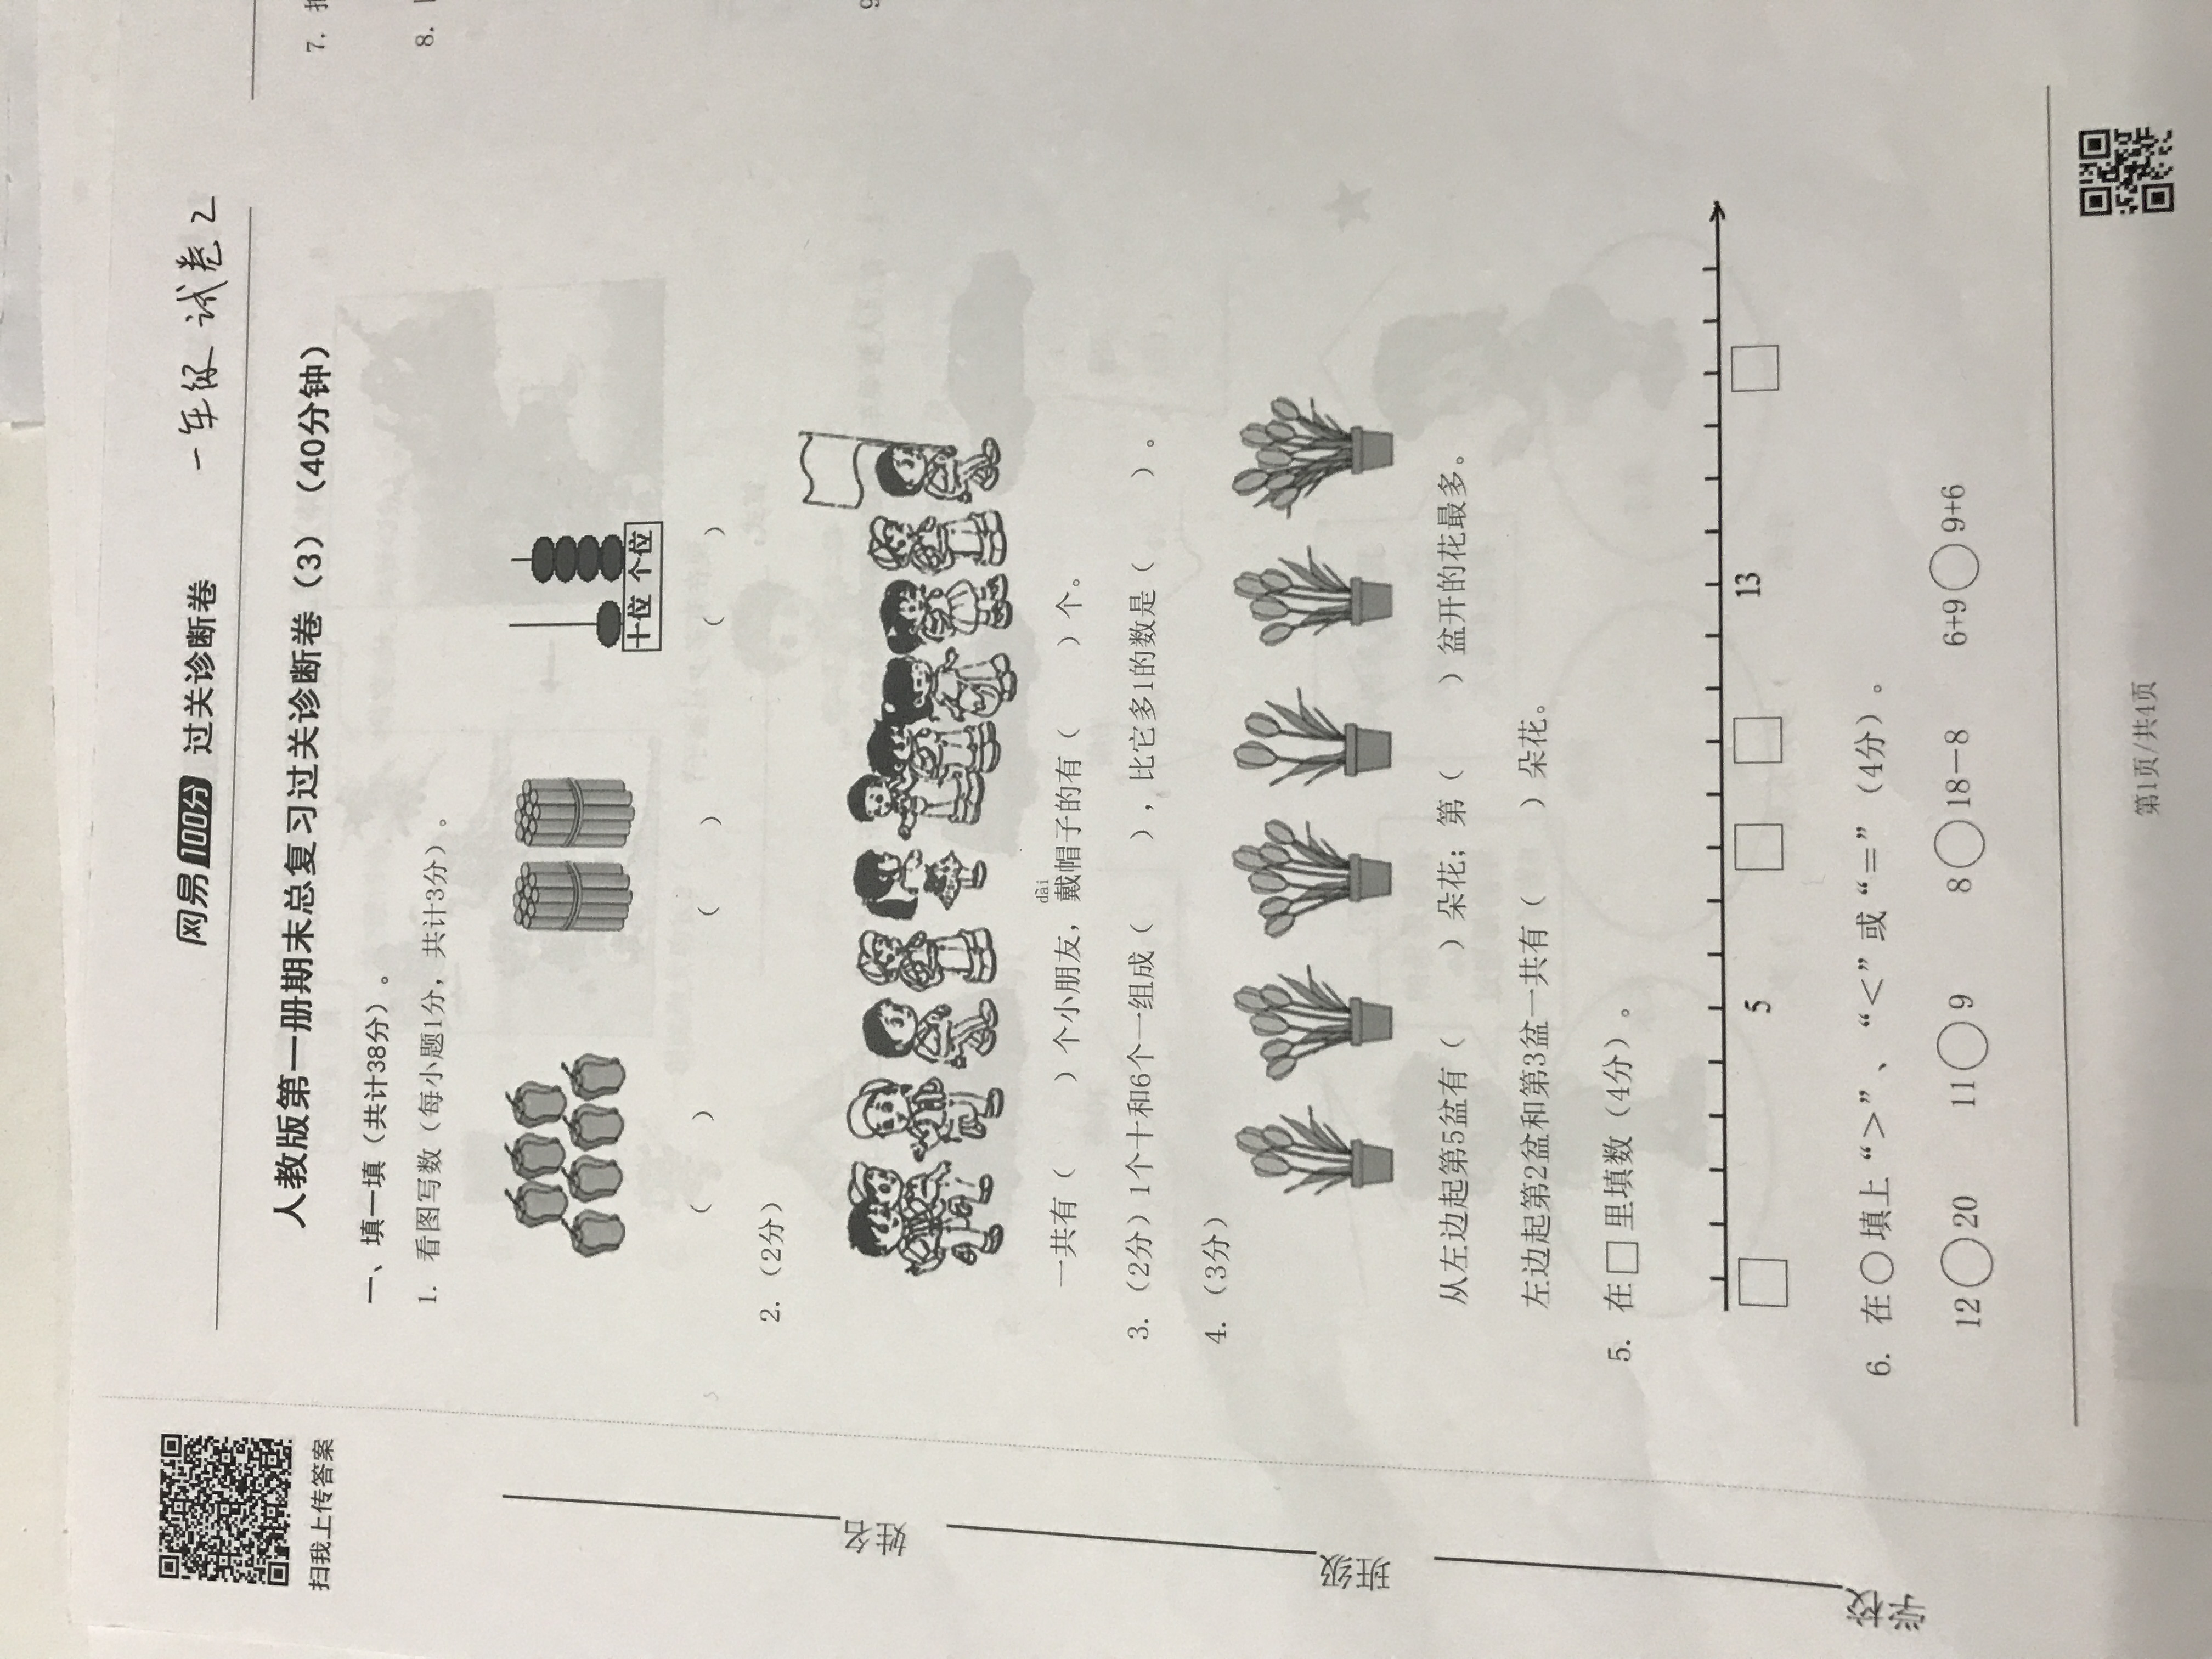 网易100分 过关诊断卷 一年级 试卷2
扫我上传答案
人教版第一册期末总复习过关诊断卷（3）（40分钟）
一、填一填（共计38分）。
1. 看图写数（每小题1分，共计3分）。
十位 个位
（ ） （ ） （ ）
2.（2分）
dài
一共有（ ）个小朋友，戴帽子的有（ ）个。
3.（2分）1个十和6个一组成（ ），比它多1的数是（ ）。
4.（3分）
从左边起第5盆有（ ）朵花；第（ ）盆开的花最多。
左边起第2盆和第3盆一共有（ ）朵花。
5. 在□里填数（4分）。
5 13
6. 在○填上“＞”、“＜”或“＝”（4分）。
12○20 11○9 8○18－8 6+9○9+6
第1页/共4页
姓名
班级
学校
7.
8.
9